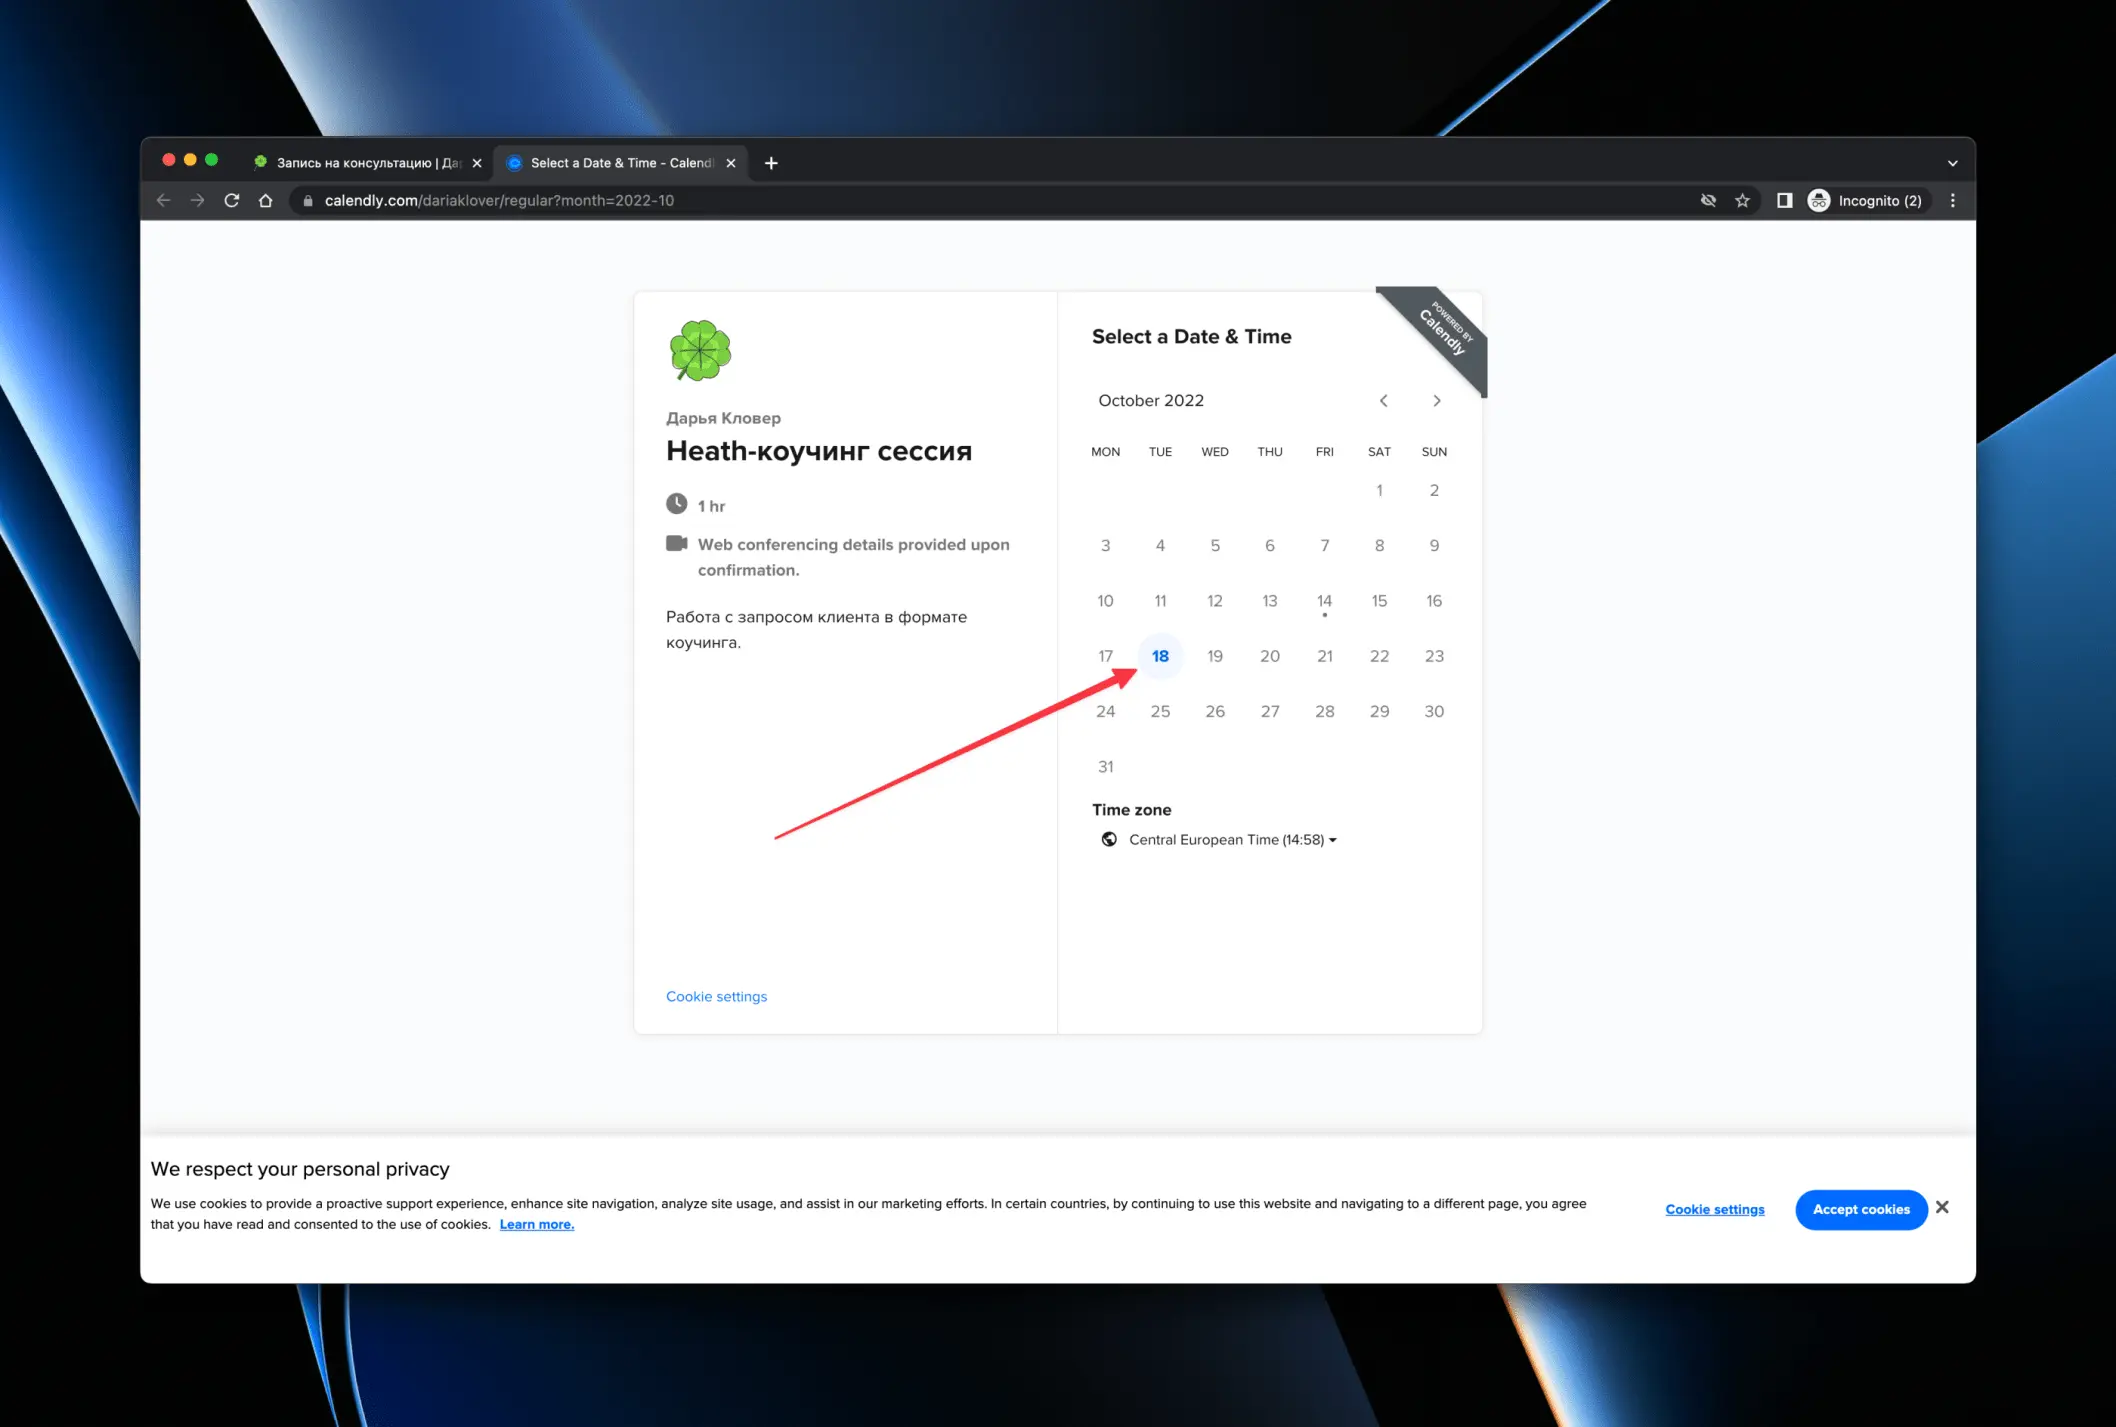 Запись на консультацию | Да
Select a Date & Time - Calend
calendly.com/dariaklover/regular?month=2022-10
Incognito (2)
POWERED BY
Calendly
Дарья Кловер
Heath-коучинг сессия
1 hr
Web conferencing details provided upon
confirmation.
Работа с запросом клиента в формате
коучинга.
Cookie settings
Select a Date & Time
October 2022
MON TUE WED THU FRI SAT SUN
1 2
3 4 5 6 7 8 9
10 11 12 13 14 15 16
17 18 19 20 21 22 23
24 25 26 27 28 29 30
31
Time zone
Central European Time (14:58)
We respect your personal privacy
We use cookies to provide a proactive support experience, enhance site navigation, analyze site usage, and assist in our marketing efforts. In certain countries, by continuing to use this website and navigating to a different page, you agree
that you have read and consented to the use of cookies. Learn more.
Cookie settings
Accept cookies